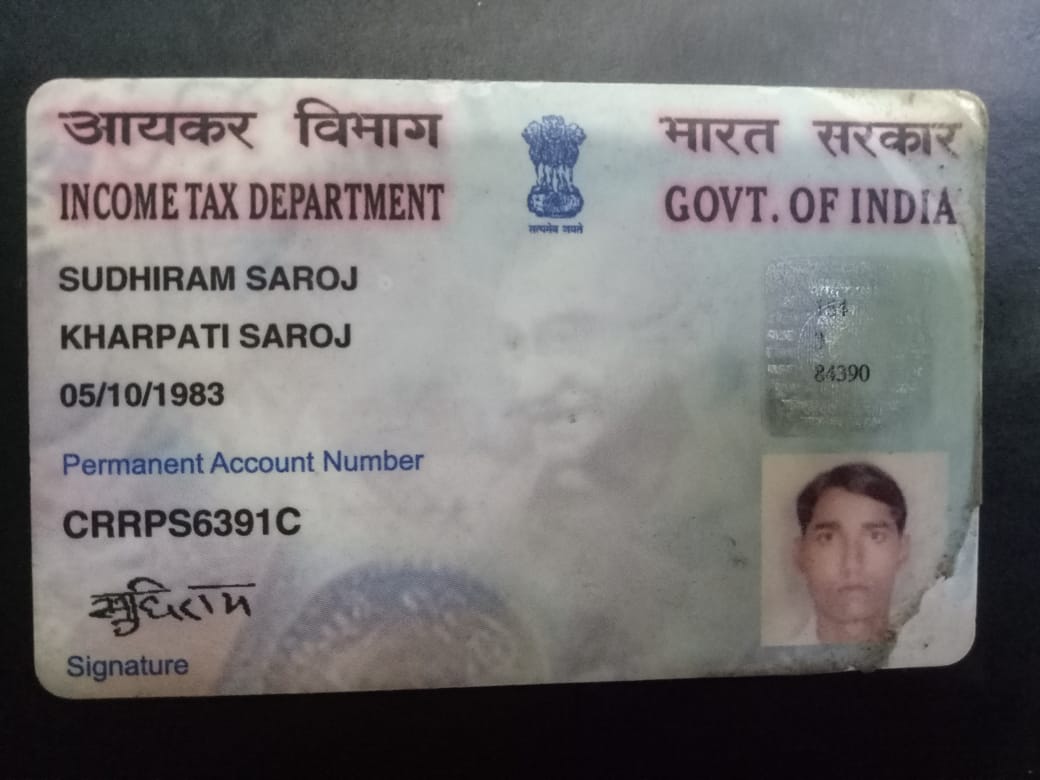 आयकर विभाग
INCOME TAX DEPARTMENT
सत्यमेव जयते
भारत सरकार
GOVT. OF INDIA
SUDHIRAM SAROJ
KHARPATI SAROJ
05/10/1983
84390
Permanent Account Number
CRRPS6391C
सुधिराम
Signature